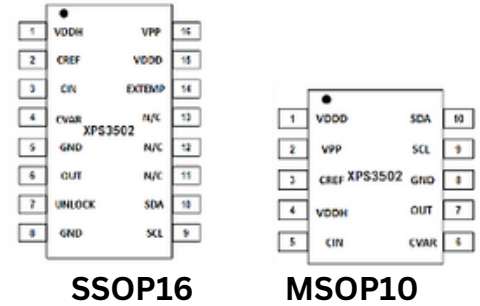 1 VDDH VPP 16
2 CREF VDDD 15
3 CIN EXTEMP 14
4 CVAR N/C 13
XPS3502
5 GND N/C 12
6 OUT N/C 11
7 UNLOCK SDA 10
8 GND SCL 9
SSOP16
1 VDDD SDA 10
2 VPP SCL 9
3 CREF XPS3502 GND 8
4 VDDH OUT 7
5 CIN CVAR 6
MSOP10